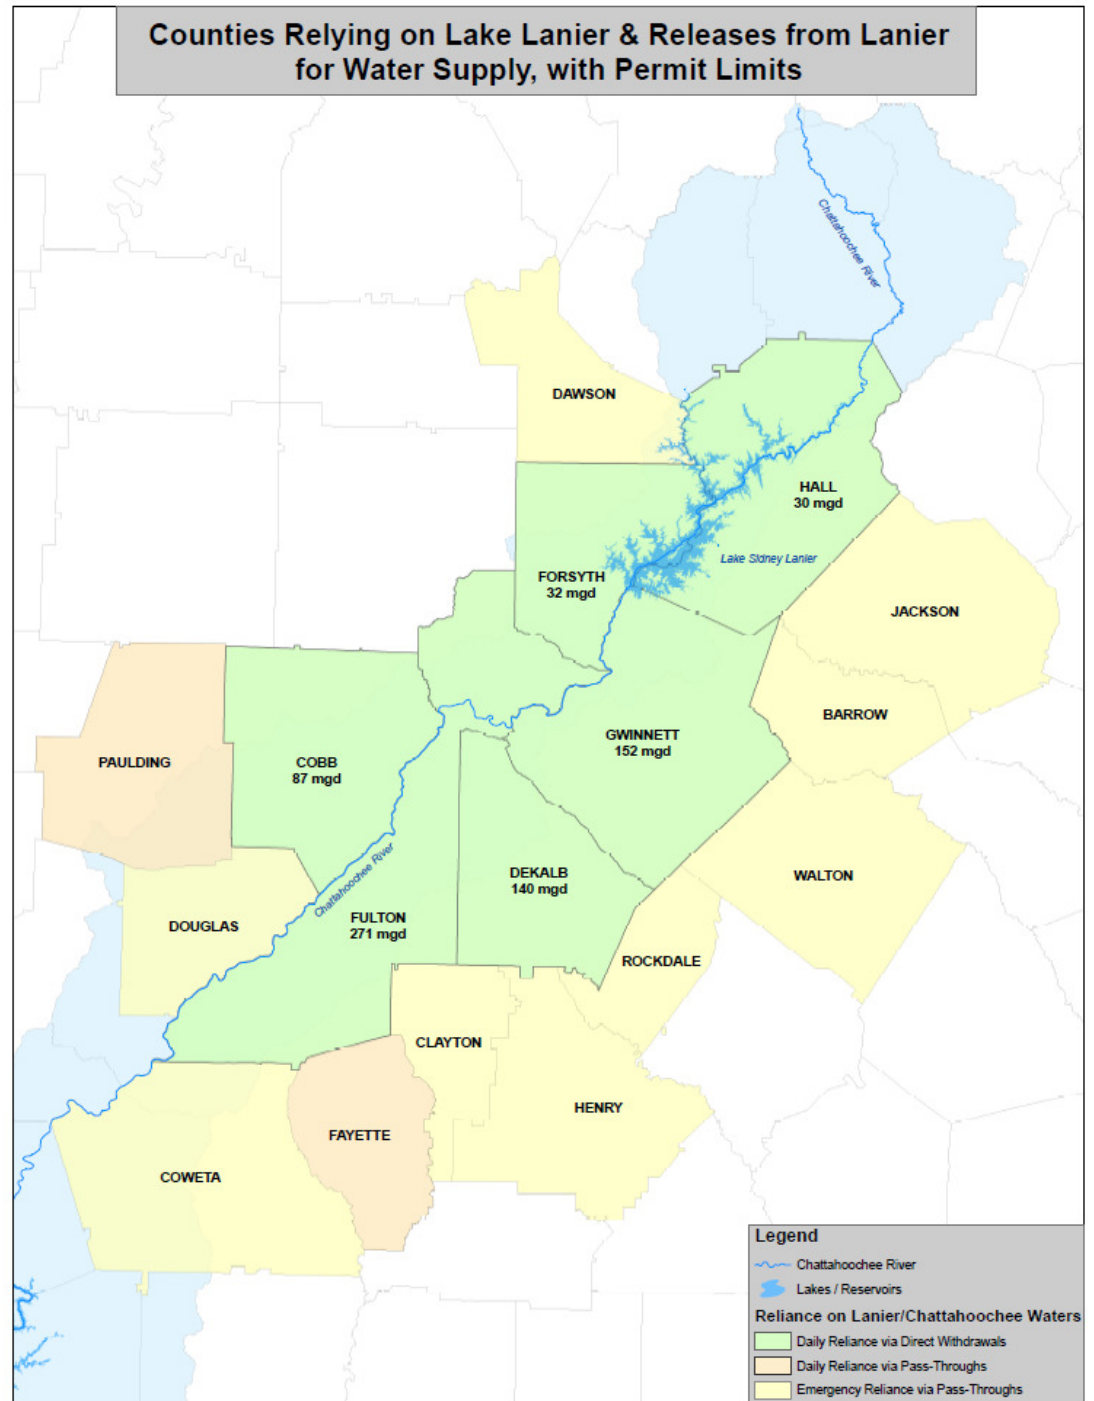 Counties Relying on Lake Lanier & Releases from Lanier
for Water Supply, with Permit Limits
Chattahoochee River
DAWSON
HALL
30 mgd
Lake Sidney Lanier
FORSYTH
32 mgd
JACKSON
BARROW
GWINNETT
152 mgd
PAULDING
COBB
87 mgd
Chattahoochee River
DEKALB
140 mgd
WALTON
DOUGLAS
FULTON
271 mgd
ROCKDALE
CLAYTON
HENRY
FAYETTE
COWETA
Legend
Chattahoochee River
Lakes / Reservoirs
Reliance on Lanier/Chattahoochee Waters
Daily Reliance via Direct Withdrawals
Daily Reliance via Pass-Throughs
Emergency Reliance via Pass-Throughs